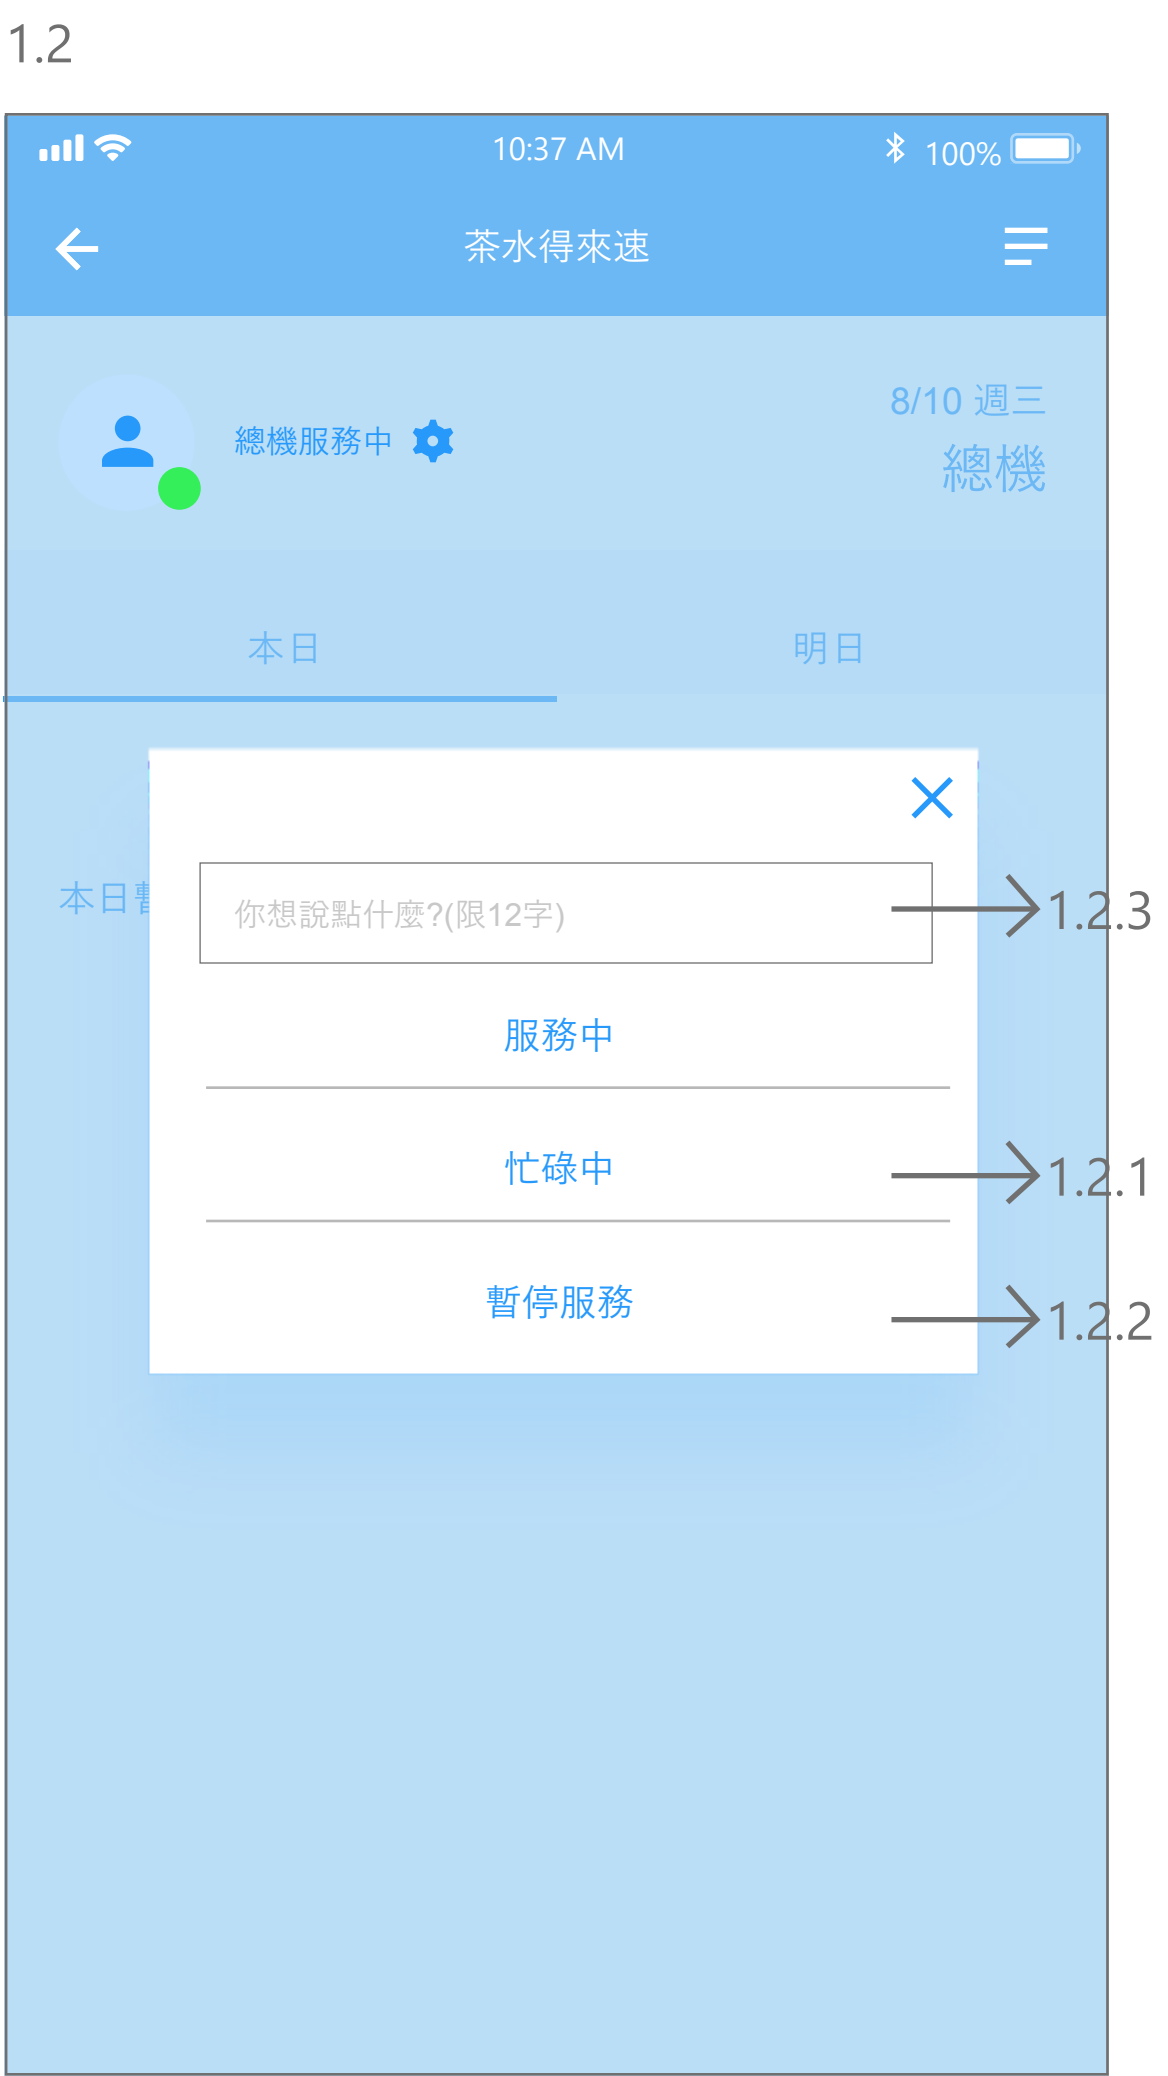 1.2
10:37 AM
100%
茶水得來速
8/10 週三
總機服務中
總機
本日 明日
本日
你想說點什麼?(限12字)
1.2.3
服務中
忙碌中
1.2.1
暫停服務
1.2.2